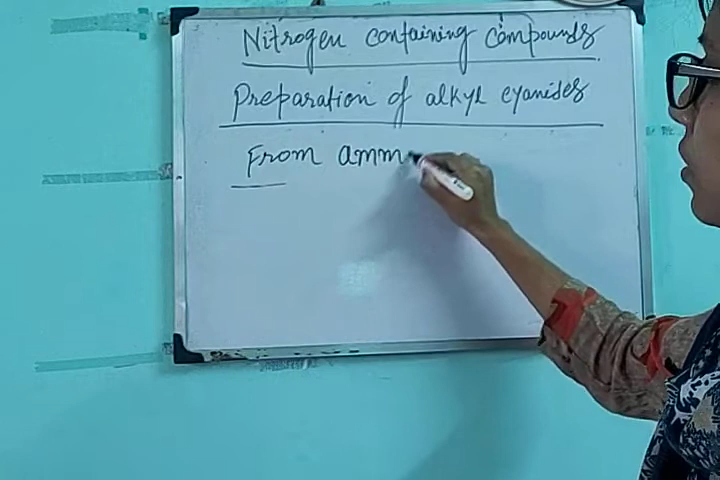 Nitrogen containing compounds
Preparation of alkyl cyanides
From amm